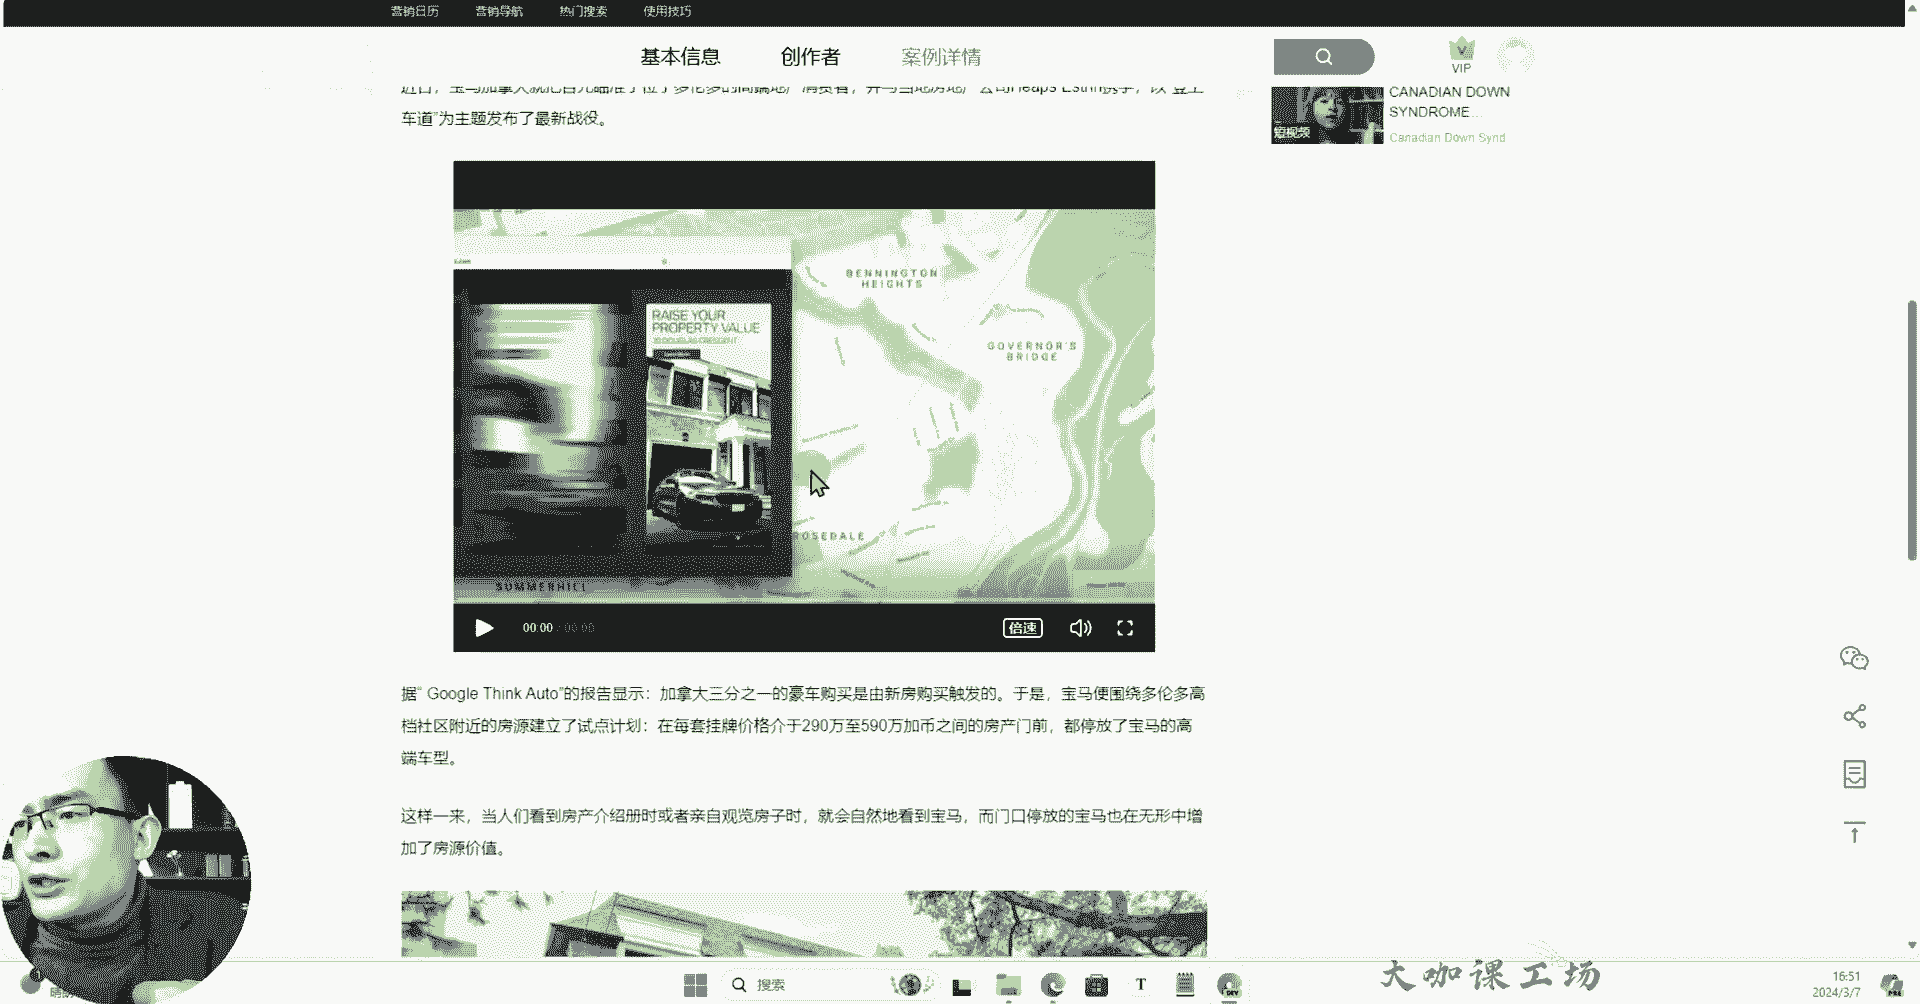 营销日历 营销导航 热门搜索 使用技巧
基本信息 创作者 案例详情
VIP
车道”为主题发布了最新战役。
CANADIAN DOWN
SYNDROME...
Canadian Down Synd
短视频
BENNINGTON
HEIGHTS
GOVERNOR'S
BRIDGE
RAISE YOUR
PROPERTY VALUE
ROSEDALE
SUMMERHILL
00:00 / 00:00
倍速
据“ Google Think Auto”的报告显示：加拿大三分之一的豪车购买是由新房购买触发的。于是，宝马便围绕多伦多高
档社区附近的房源建立了试点计划：在每套挂牌价格介于290万至590万加币之间的房产门前，都停放了宝马的高
端车型。
这样一来，当人们看到房产介绍册时或者亲自观览房子时，就会自然地看到宝马，而门口停放的宝马也在无形中增
加了房源价值。
大咖课工场
搜索
T
DEV
16:51
2024/3/7
PRE